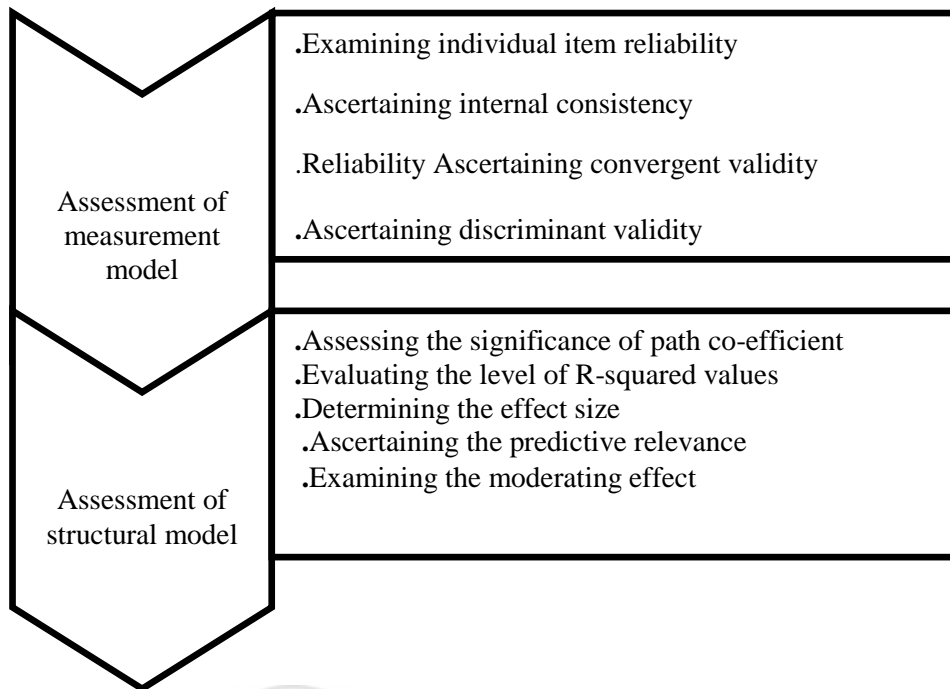 .Examining individual item reliability
.Ascertaining internal consistency
.Reliability Ascertaining convergent validity
.Ascertaining discriminant validity
Assessment of
measurement
model
.Assessing the significance of path co-efficient
.Evaluating the level of R-squared values
.Determining the effect size
.Ascertaining the predictive relevance
.Examining the moderating effect
Assessment of
structural model